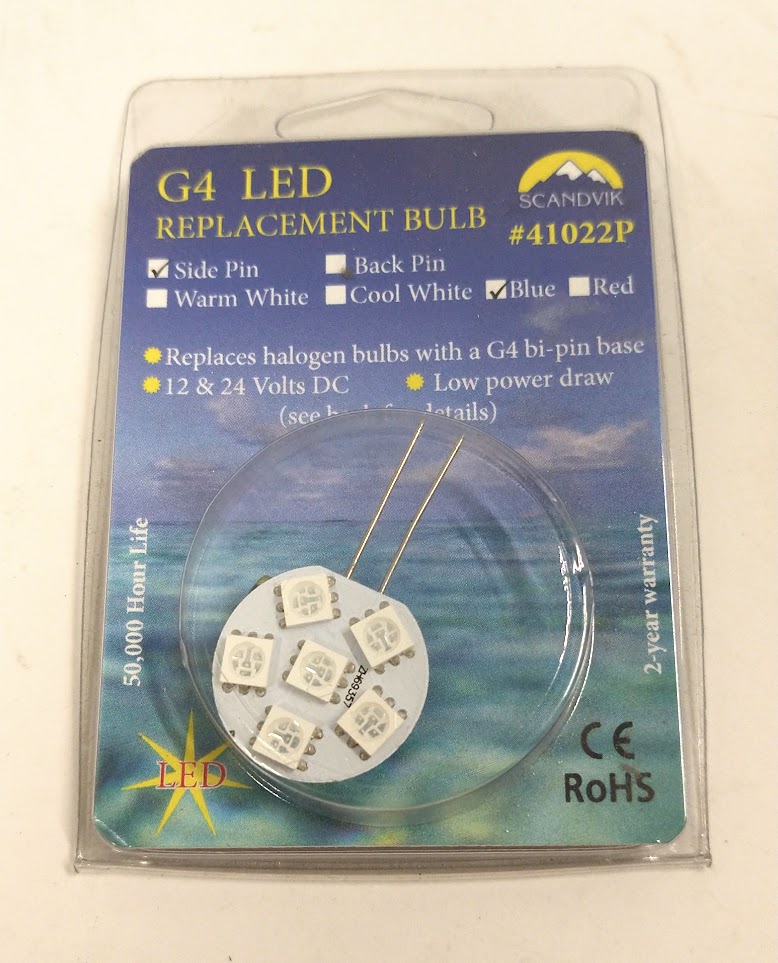 G4 LED
REPLACEMENT BULB
SCANDVIK
#41022P
Side Pin
Back Pin
Warm White
Cool White
Blue
Red
Replaces halogen bulbs with a G4 bi-pin base
12 & 24 Volts DC
Low power draw
(see back for details)
50,000 Hour Life
2-year warranty
ZH69357
LED
CE
RoHS